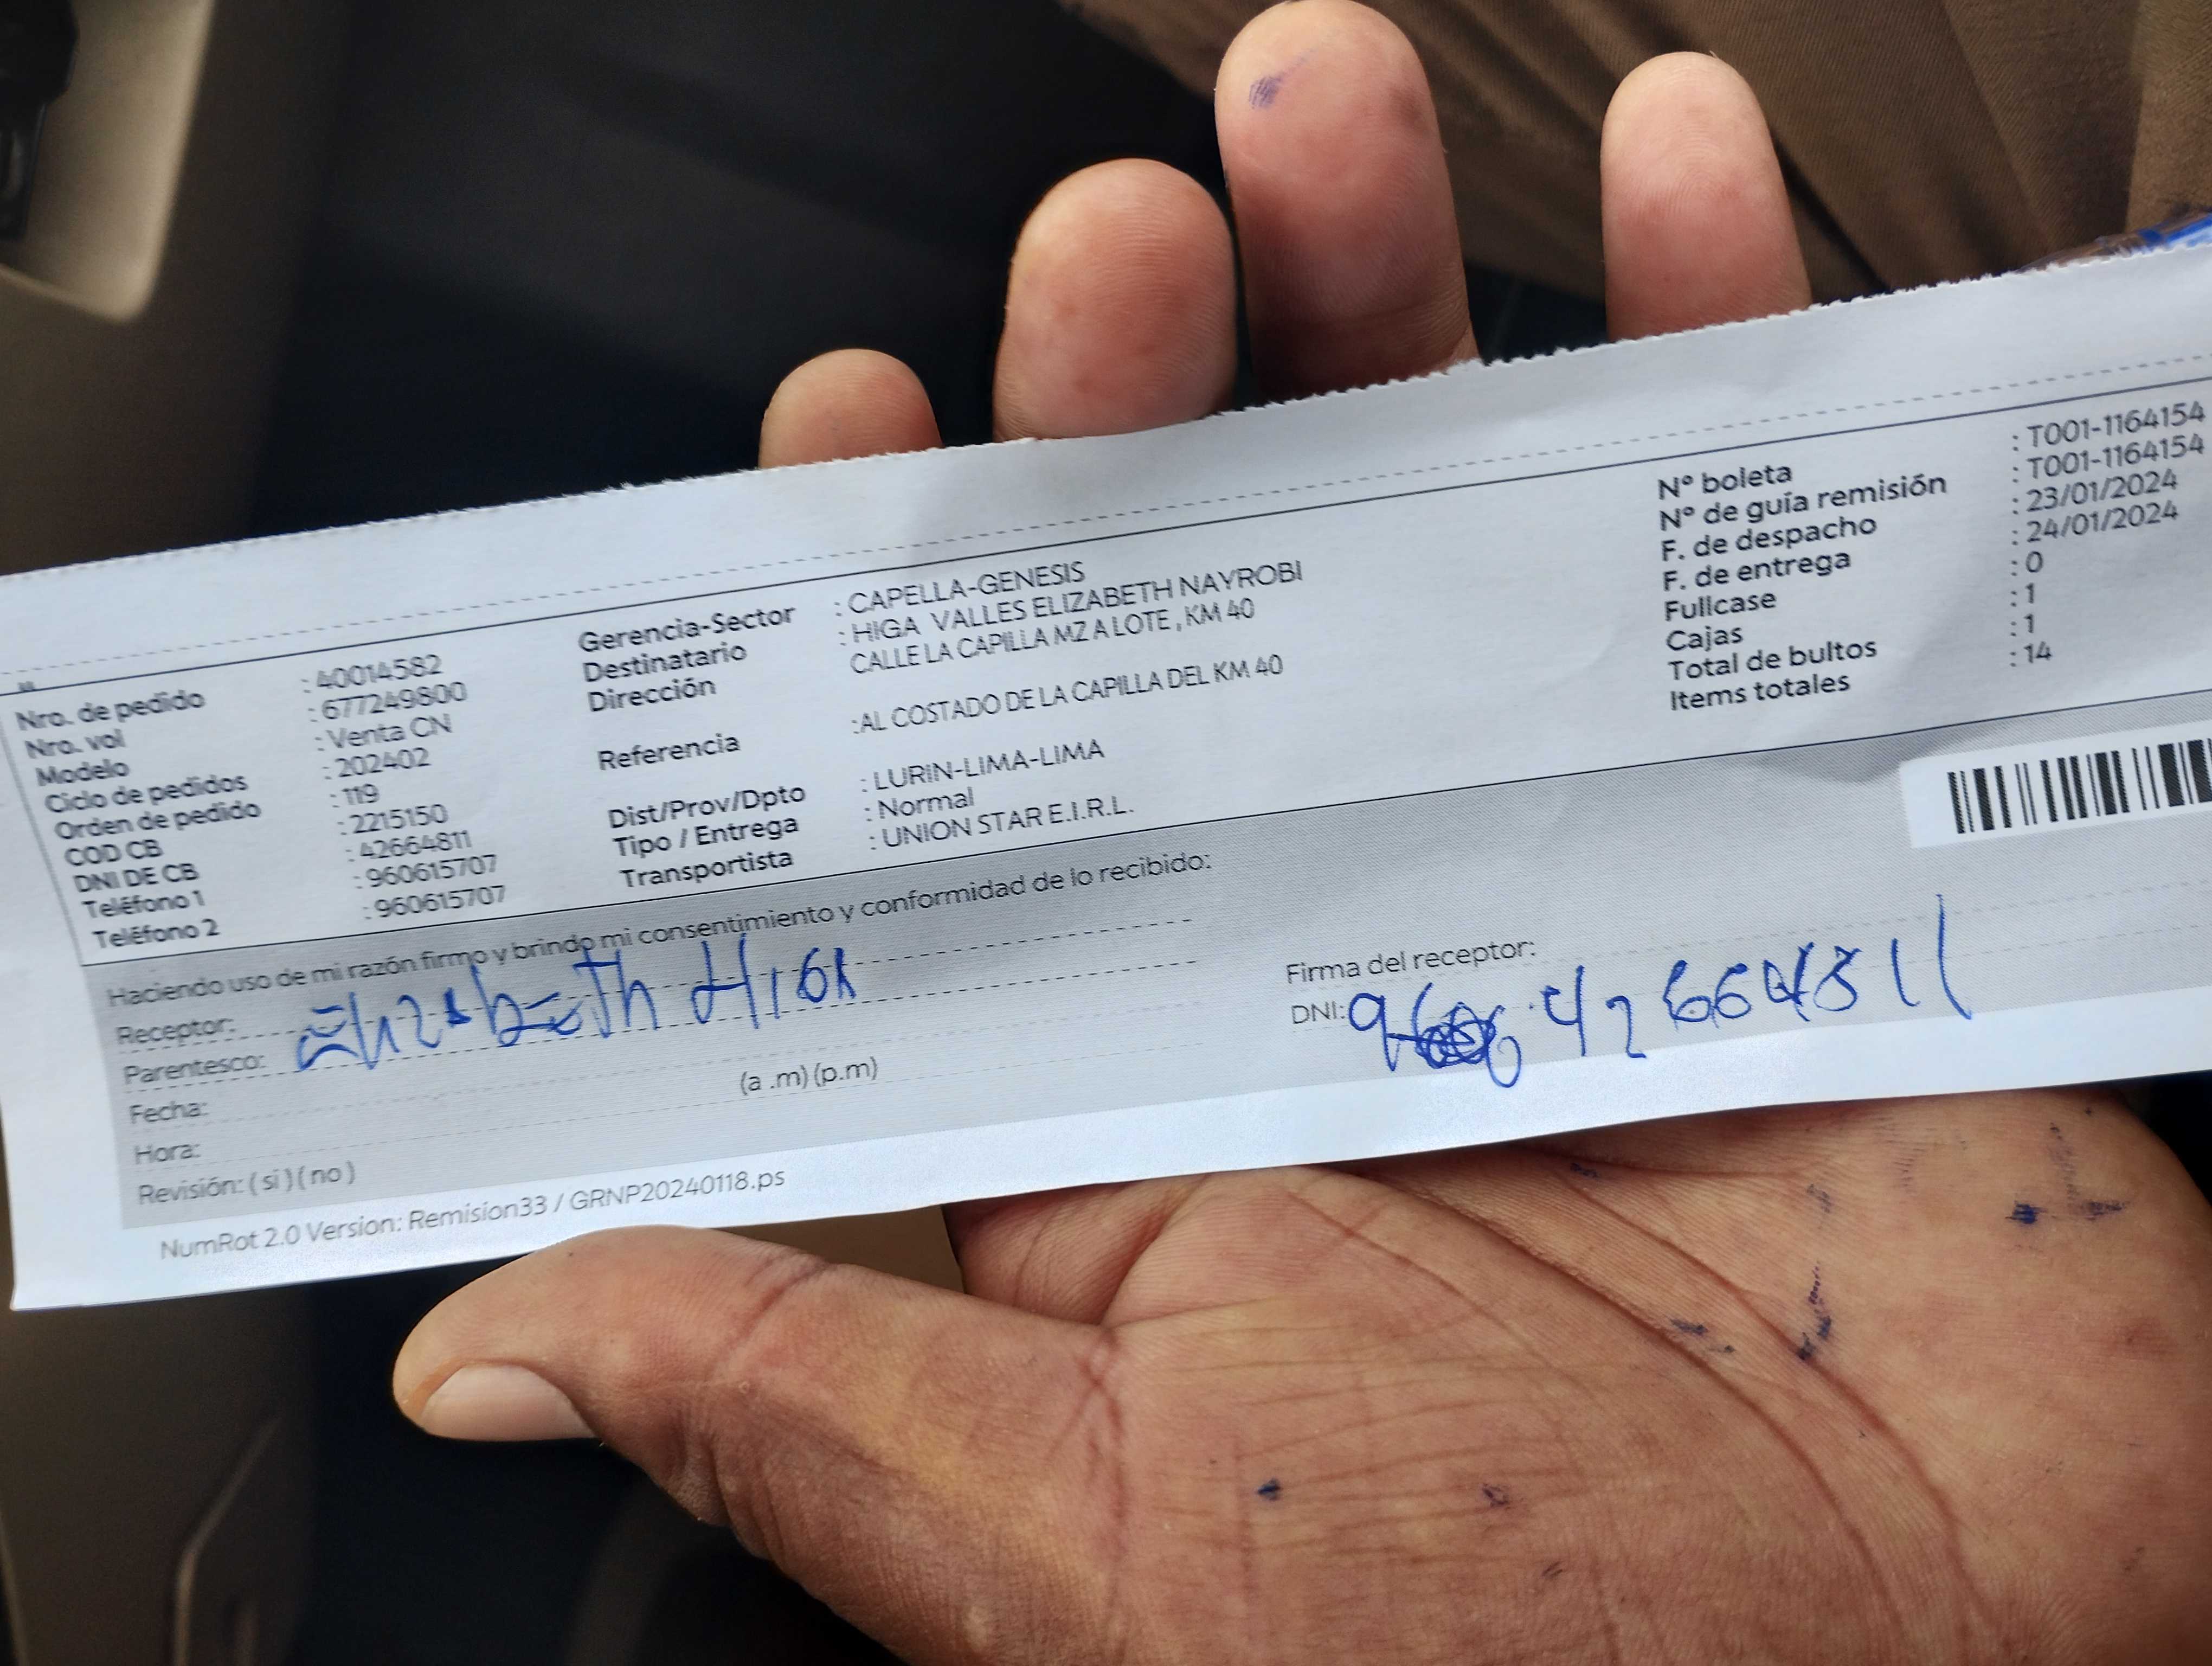 Nro. de pedido : 40014582
Nro. vol : 677249800
Modelo : Venta CN
Ciclo de pedidos : 202402
Orden de pedido : 119
COD CB : 2215150
DNI DE CB : 42664811
Teléfono 1 : 960615707
Teléfono 2 : 960615707
Gerencia-Sector : CAPELLA-GENESIS
Destinatario : HIGA VALLES ELIZABETH NAYROBI
Dirección CALLE LA CAPILLA MZ A LOTE , KM 40
Referencia :AL COSTADO DE LA CAPILLA DEL KM 40
Dist/Prov/Dpto : LURIN-LIMA-LIMA
Tipo / Entrega : Normal
Transportista : UNION STAR E.I.R.L.
Nº boleta : T001-1164154
Nº de guía remisión : T001-1164154
F. de despacho : 23/01/2024
F. de entrega : 24/01/2024
Fullcase : 0
Cajas : 1
Total de bultos : 1
Items totales : 14
Haciendo uso de mi razón firmo y brindo mi consentimiento y conformidad de lo recibido:
Receptor:
Parentesco:
Fecha:
Hora: (a .m) (p.m)
Revisión: ( si ) ( no )
Firma del receptor:
DNI:
NumRot 2.0 Version: Remision33 / GRNP20240118.ps